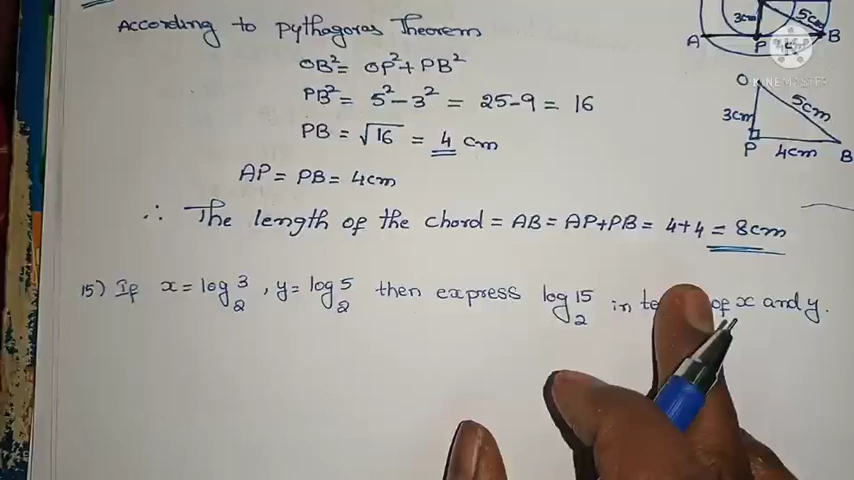 According to pythagoras Theorem
OB² = OP² + PB²
PB² = 5² - 3² = 25 - 9 = 16
PB = √16 = 4 cm
AP = PB = 4cm
∴ The length of the chord = AB = AP + PB = 4+4 = 8cm
15) If x = log₂3, y = log₂5 then express log₂15 in of x and y.
3cm 5cm
A P B
KINEMASTER
O
3cm 5cm
P 4cm B